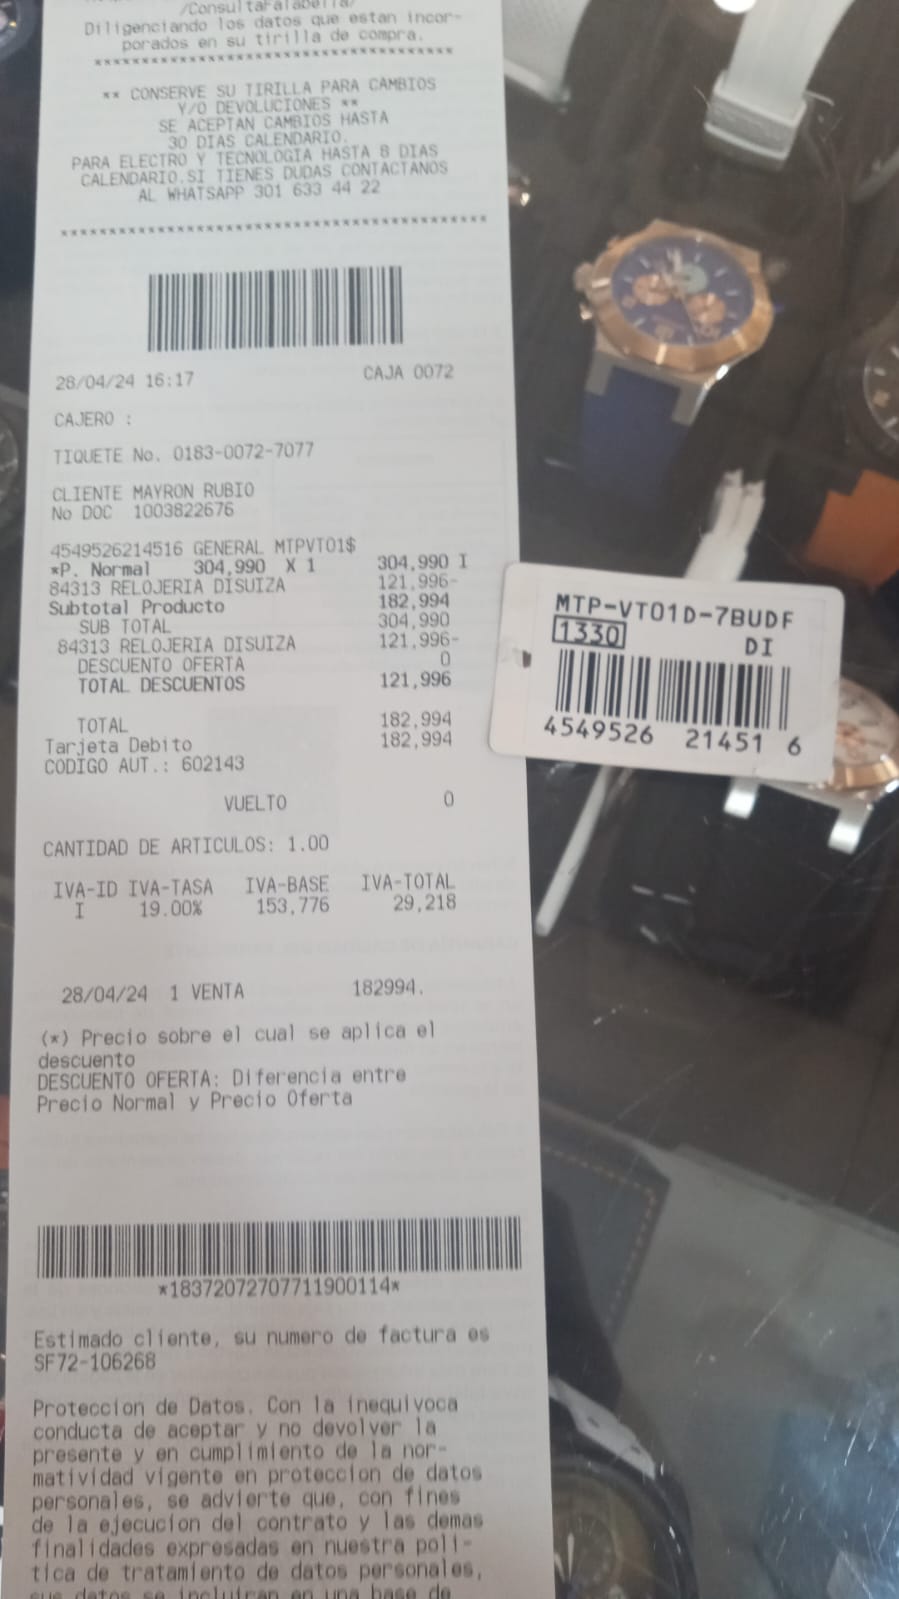 /ConsultaFalabella/
Diligenciando los datos que estan incor-
porados en su tirilla de compra.
** CONSERVE SU TIRILLA PARA CAMBIOS
Y/O DEVOLUCIONES **
SE ACEPTAN CAMBIOS HASTA
30 DIAS CALENDARIO.
PARA ELECTRO Y TECNOLOGIA HASTA 8 DIAS
CALENDARIO.SI TIENES DUDAS CONTACTANOS
AL WHATSAPP 301 633 44 22
28/04/24 16:17 CAJA 0072
CAJERO :
TIQUETE No. 0183-0072-7077
CLIENTE MAYRON RUBIO
No DOC 1003822676
4549526214516 GENERAL MTPVT01$
*P. Normal 304,990 X 1 304,990 I
84313 RELOJERIA DISUIZA 121,996-
Subtotal Producto 182,994
SUB TOTAL 304,990
84313 RELOJERIA DISUIZA 121,996-
DESCUENTO OFERTA 0
TOTAL DESCUENTOS 121,996
TOTAL 182,994
Tarjeta Debito 182,994
CODIGO AUT.: 602143
VUELTO 0
CANTIDAD DE ARTICULOS: 1.00
IVA-ID IVA-TASA IVA-BASE IVA-TOTAL
I 19.00% 153,776 29,218
28/04/24 1 VENTA 182994.
(*) Precio sobre el cual se aplica el
descuento
DESCUENTO OFERTA: Diferencia entre
Precio Normal y Precio Oferta
*18372072707711900114*
Estimado cliente, su numero de factura es
SF72-106268
Proteccion de Datos. Con la inequivoca
conducta de aceptar y no devolver la
presente y en cumplimiento de la nor-
matividad vigente en proteccion de datos
personales, se advierte que, con fines
de la ejecucion del contrato y las demas
finalidades expresadas en nuestra poli-
tica de tratamiento de datos personales,
sus datos se incluiran en una base de
MTP-VT01D-7BUDF
1330 DI
4549526 21451 6